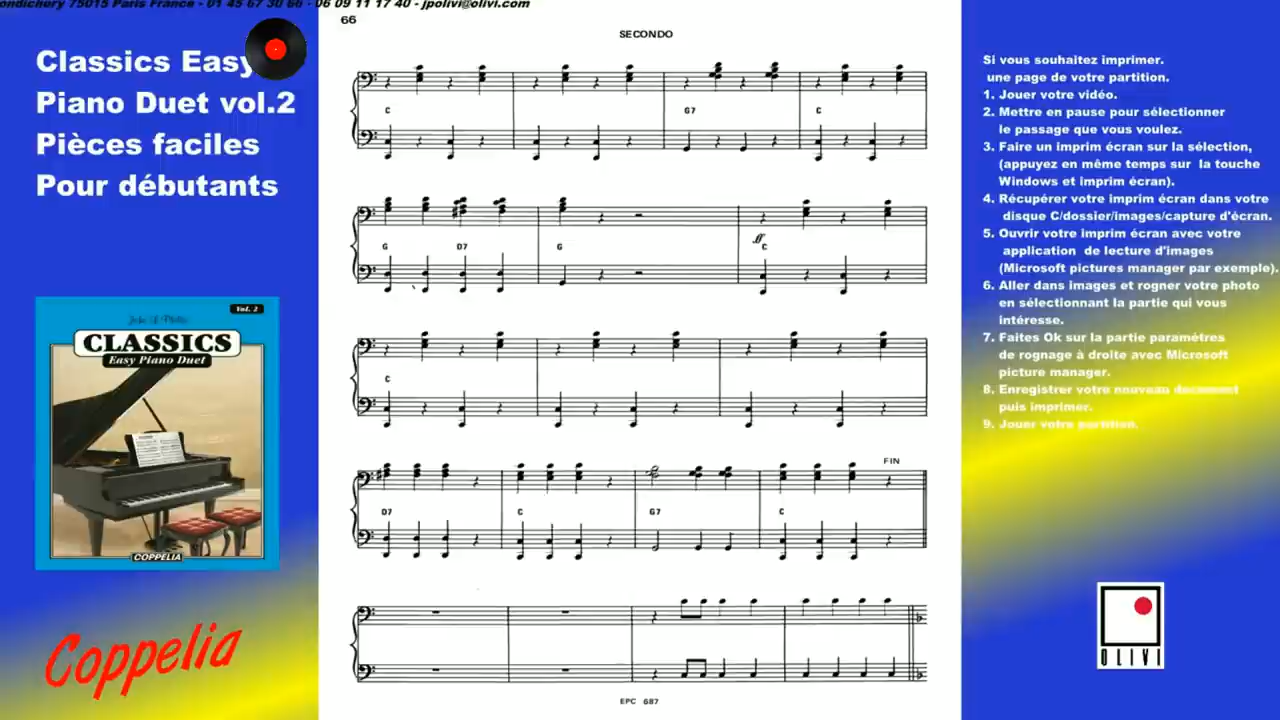 ondichery 75015 Paris France - 01 45 67 30 66 - 06 09 11 17 40 - jpolivi@olivi.com
66
SECONDO
Classics Easy
Piano Duet vol.2
Pièces faciles
Pour débutants
Vol. 2
CLASSICS
Easy Piano Duet
COPPELIA
Coppelia
C G7 C
G D7 G ff C
C
FIN
D7 C G7 C
EPC 687
Si vous souhaitez imprimer.
une page de votre partition.
1. Jouer votre vidéo.
2. Mettre en pause pour sélectionner
le passage que vous voulez.
3. Faire un imprim écran sur la sélection,
(appuyez en même temps sur la touche
Windows et imprim écran).
4. Récupérer votre imprim écran dans votre
disque C/dossier/images/capture d'écran.
5. Ouvrir votre imprim écran avec votre
application de lecture d'images
(Microsoft pictures manager par exemple).
6. Aller dans images et rogner votre photo
en sélectionnant la partie qui vous
intéresse.
7. Faites Ok sur la partie paramètres
de rognage à droite avec Microsoft
picture manager.
8. Enregistrer votre nouveau document
puis imprimer.
9. Jouer votre partition.
OLIVI